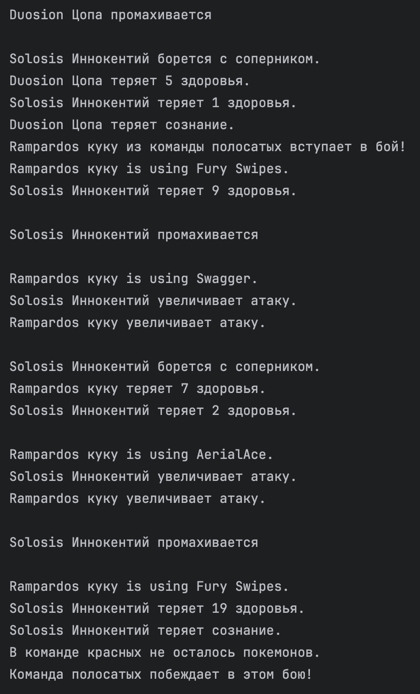 Duosion Цопа промахивается
Solosis Иннокентий борется с соперником.
Duosion Цопа теряет 5 здоровья.
Solosis Иннокентий теряет 1 здоровья.
Duosion Цопа теряет сознание.
Rampardos куку из команды полосатых вступает в бой!
Rampardos куку is using Fury Swipes.
Solosis Иннокентий теряет 9 здоровья.
Solosis Иннокентий промахивается
Rampardos куку is using Swagger.
Solosis Иннокентий увеличивает атаку.
Rampardos куку увеличивает атаку.
Solosis Иннокентий борется с соперником.
Rampardos куку теряет 7 здоровья.
Solosis Иннокентий теряет 2 здоровья.
Rampardos куку is using AerialAce.
Solosis Иннокентий увеличивает атаку.
Rampardos куку увеличивает атаку.
Solosis Иннокентий промахивается
Rampardos куку is using Fury Swipes.
Solosis Иннокентий теряет 19 здоровья.
Solosis Иннокентий теряет сознание.
В команде красных не осталось покемонов.
Команда полосатых побеждает в этом бою!